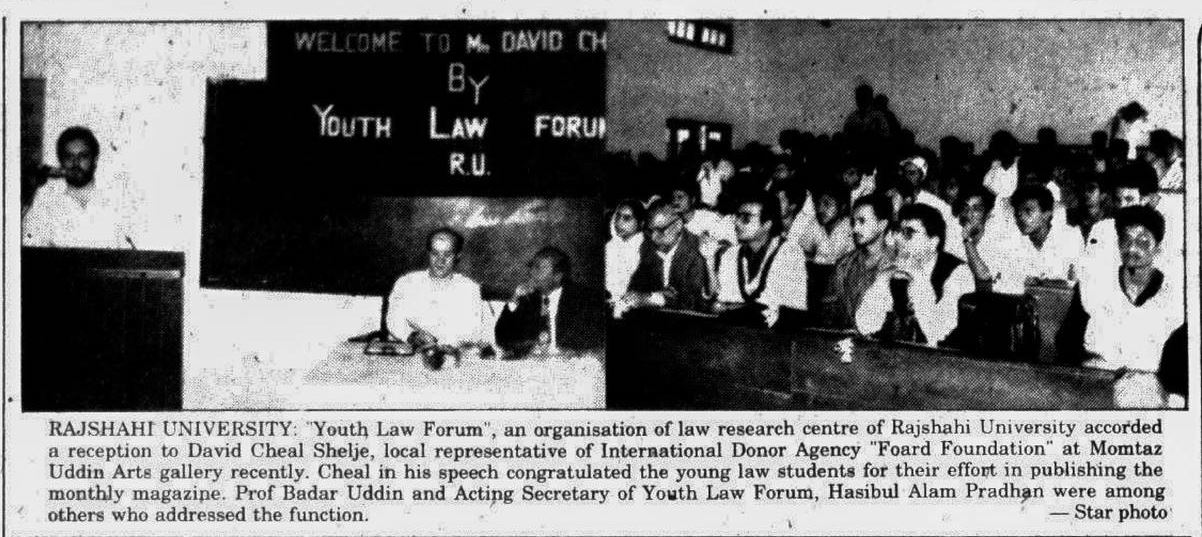 WELCOME TO Mr. DAVID CH
BY
YOUTH LAW FORUM
R.U.
RAJSHAHI UNIVERSITY: "Youth Law Forum", an organisation of law research centre of Rajshahi University accorded
a reception to David Cheal Shelje, local representative of International Donor Agency "Foard Foundation" at Momtaz
Uddin Arts gallery recently. Cheal in his speech congratulated the young law students for their effort in publishing the
monthly magazine. Prof Badar Uddin and Acting Secretary of Youth Law Forum, Hasibul Alam Pradhan were among
others who addressed the function. — Star photo